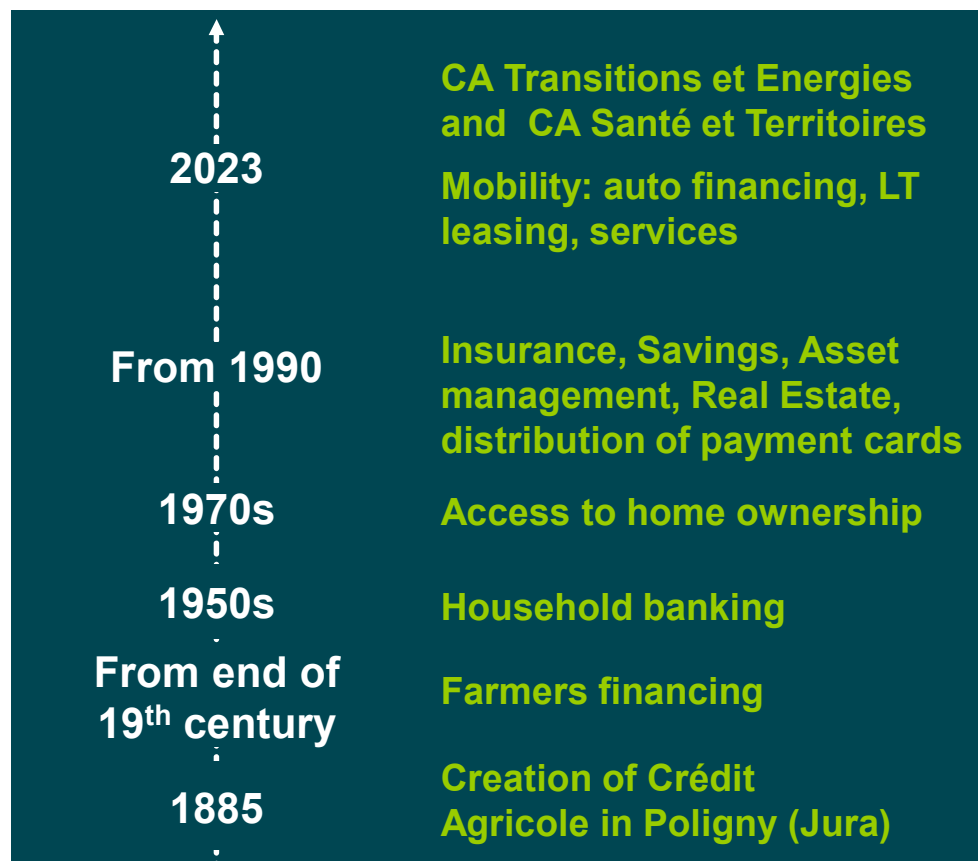 CA Transitions et Energies
and CA Santé et Territoires
2023
Mobility: auto financing, LT
leasing, services
From 1990
Insurance, Savings, Asset
management, Real Estate,
distribution of payment cards
1970s
Access to home ownership
1950s
Household banking
From end of
19th century
Farmers financing
1885
Creation of Crédit
Agricole in Poligny (Jura)